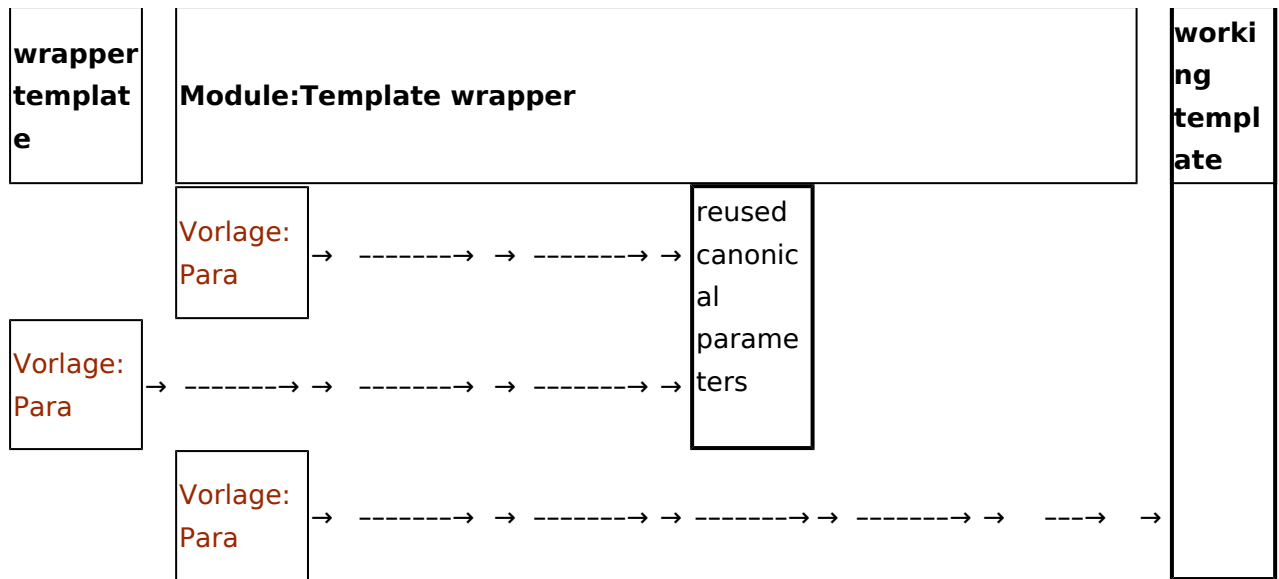 wrapper
templat
e
Module:Template wrapper
worki
ng
templ
ate
Vorlage:
Para
→ -------→ → -------→ →
reused
canonic
al
parame
ters
Vorlage:
Para
→ -------→ → -------→ → -------→ →
Vorlage:
Para
→ -------→ → -------→ → -------→ → -------→ → ---→ →